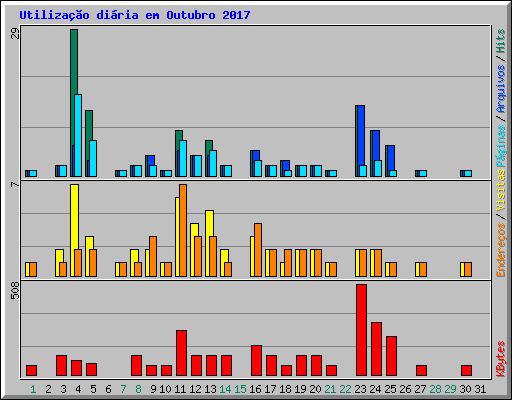 Utilização diária em Outubro 2017
29
7
508
Páginas / Arquivos / Hits
Endereços / Visitas
KBytes
1 2 3 4 5 6 7 8 9 10 11 12 13 14 15 16 17 18 19 20 21 22 23 24 25 26 27 28 29 30 31